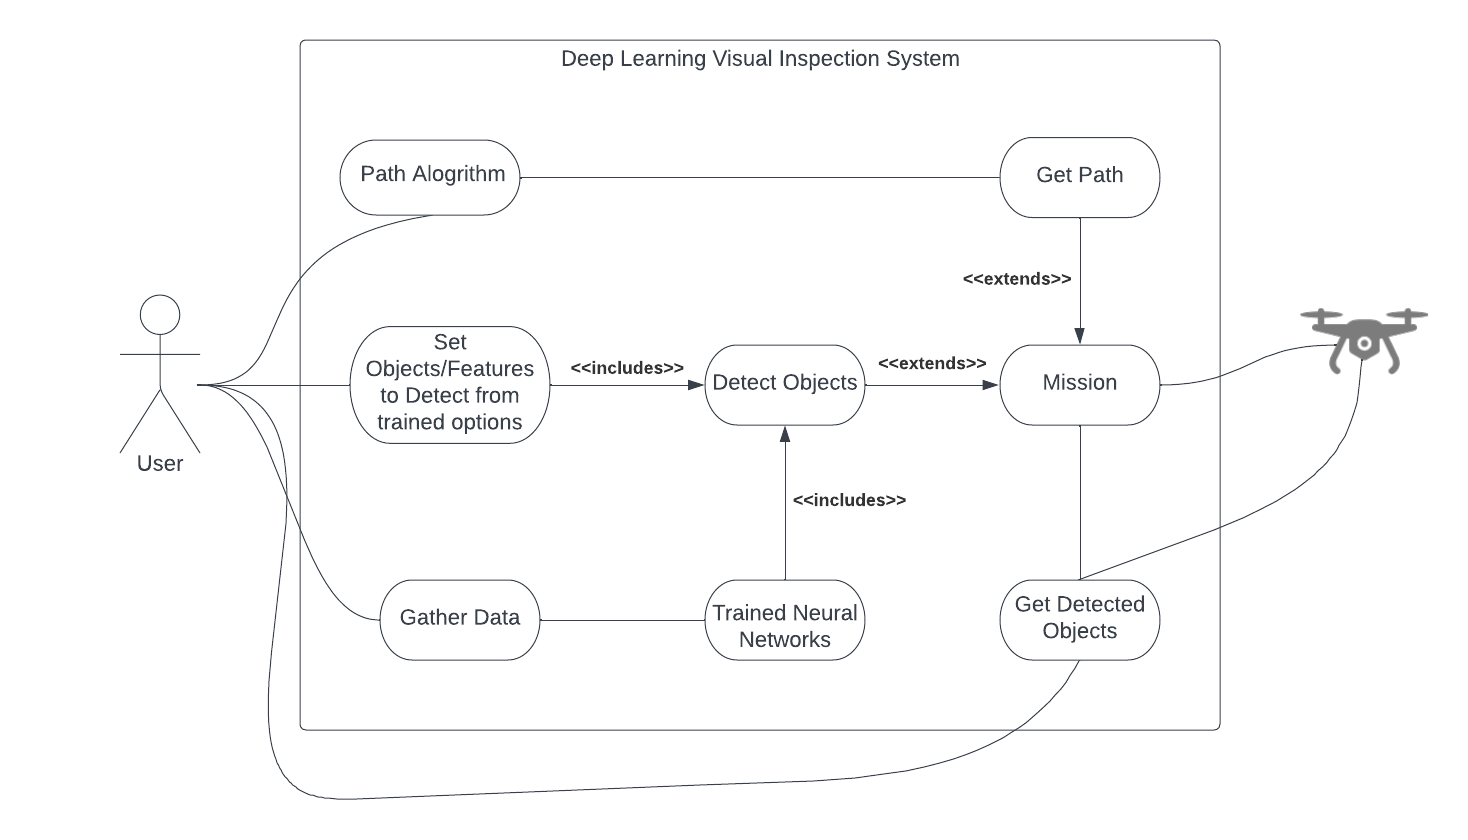 Deep Learning Visual Inspection System
Path Alogrithm
Get Path
<<extends>>
Set
Objects/Features
to Detect from
trained options
<<includes>>
Detect Objects
<<extends>>
Mission
User
<<includes>>
Gather Data
Trained Neural
Networks
Get Detected
Objects